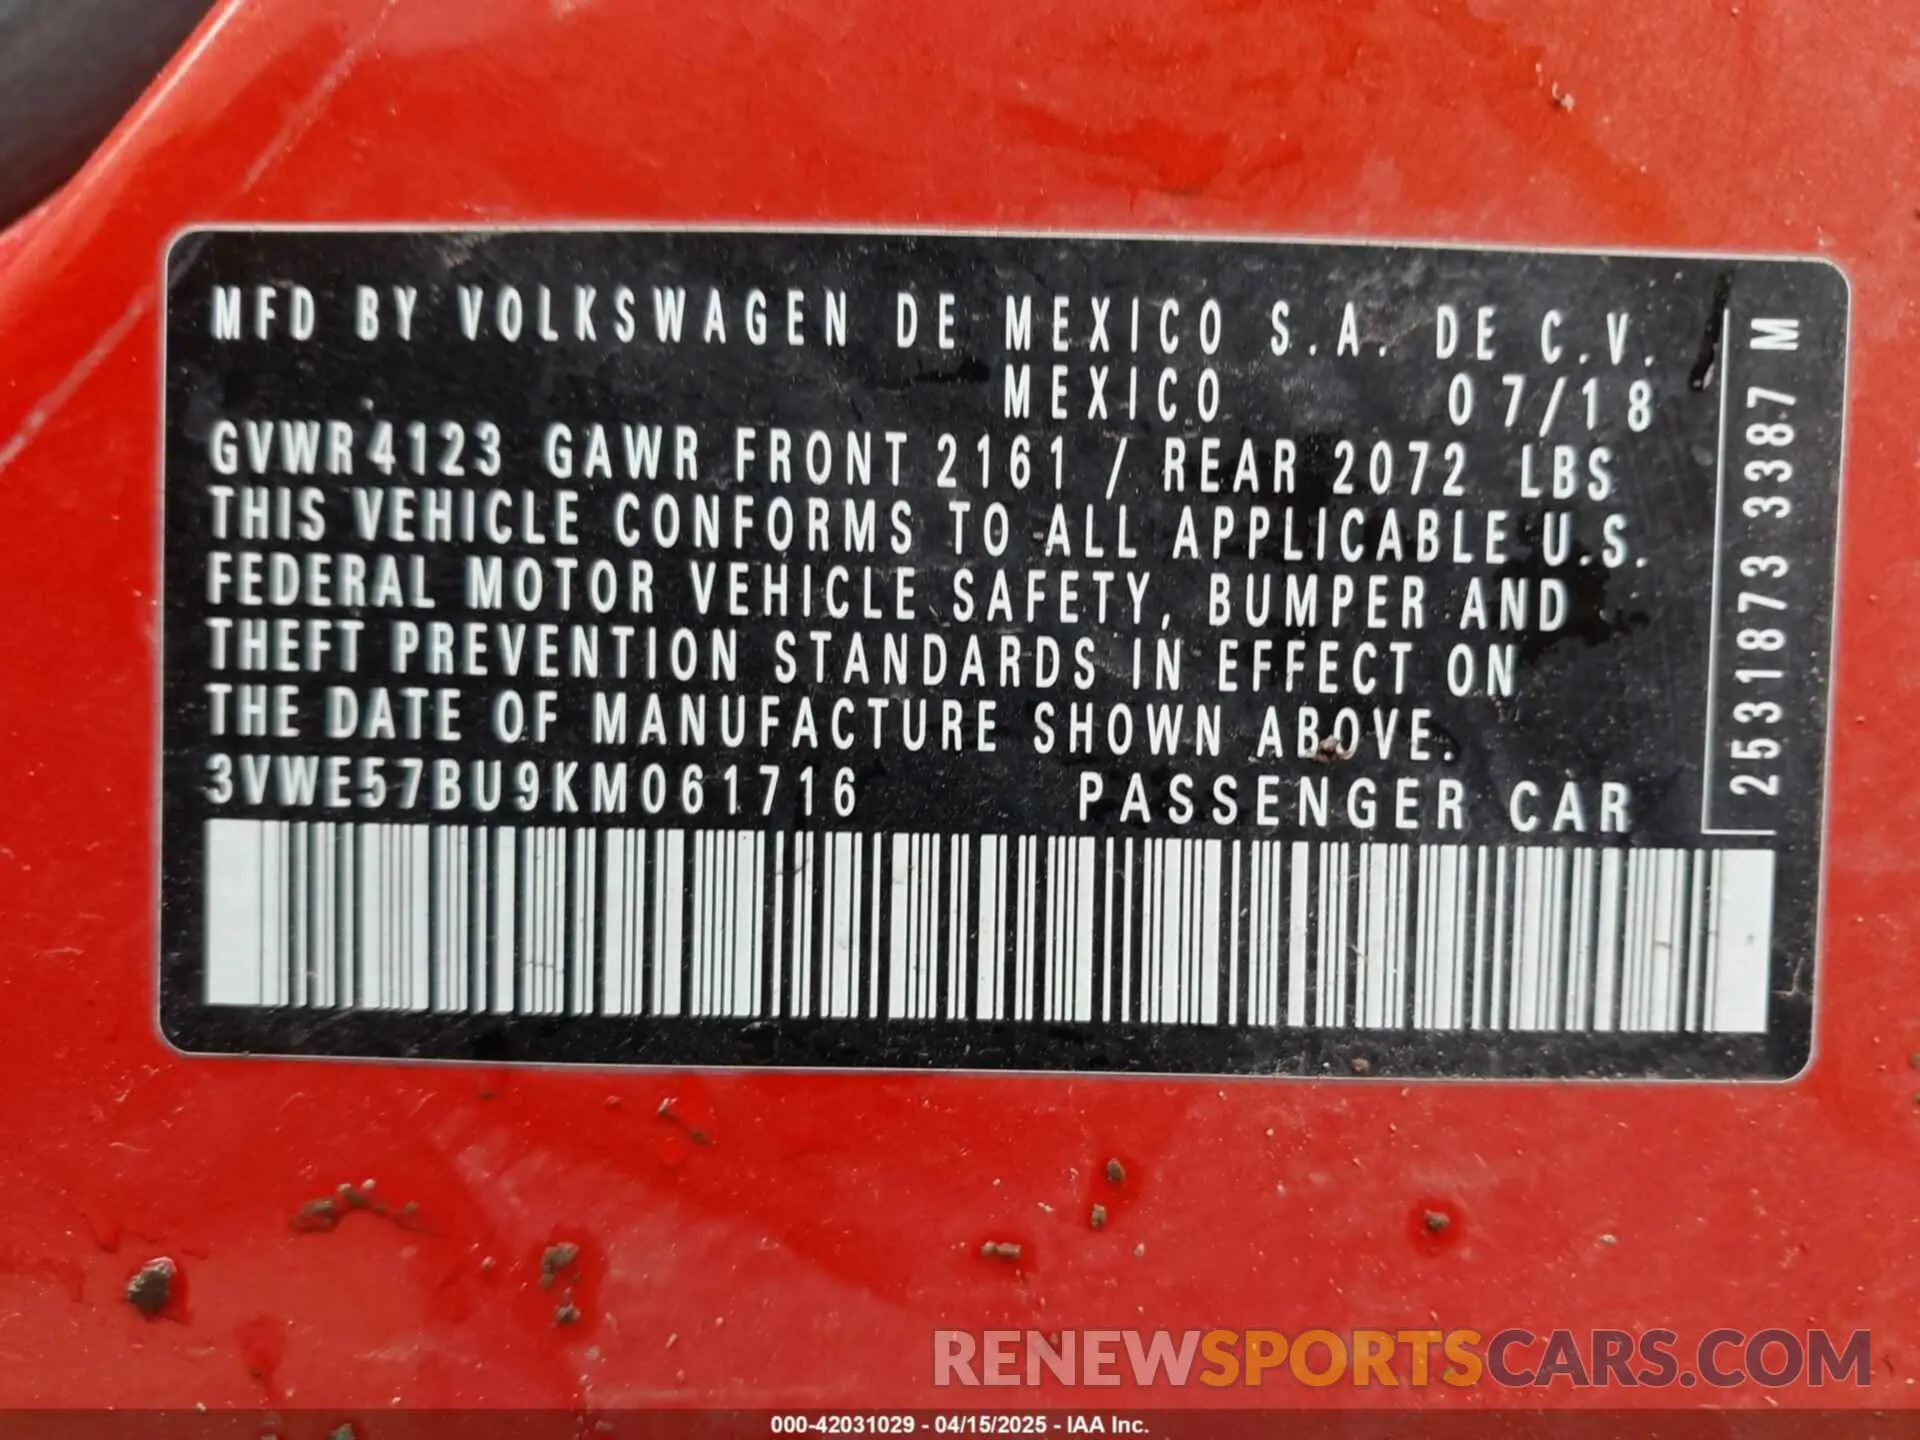 MFD BY VOLKSWAGEN DE MEXICO S.A. DE C.V.
MEXICO 07/18
GVWR 4123 GAWR FRONT 2161 / REAR 2072 LBS
THIS VEHICLE CONFORMS TO ALL APPLICABLE U.S.
FEDERAL MOTOR VEHICLE SAFETY, BUMPER AND
THEFT PREVENTION STANDARDS IN EFFECT ON
THE DATE OF MANUFACTURE SHOWN ABOVE.
3VWE57BU9KM061716 PASSENGER CAR
2531873 3387 M
RENEWSPORTSCARS.COM
000-42031029 - 04/15/2025 - IAA Inc.